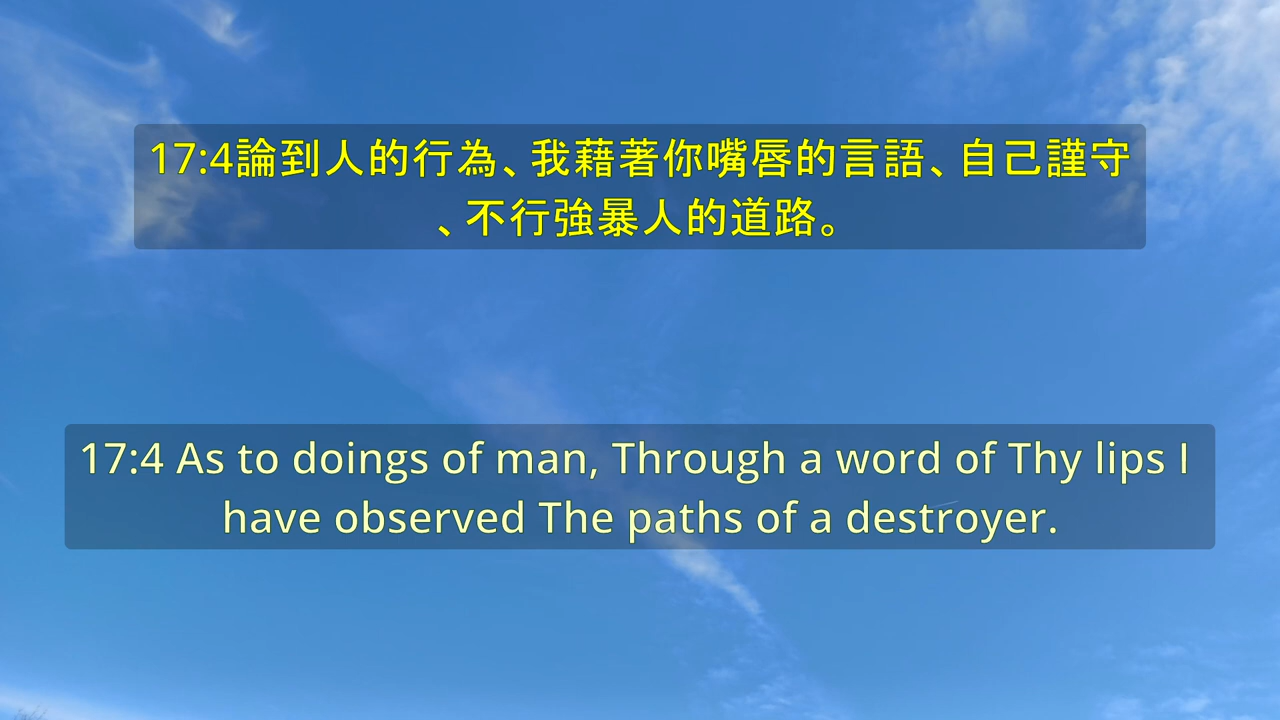 17:4論到人的行為、我藉著你嘴唇的言語、自己謹守
、不行強暴人的道路。
17:4 As to doings of man, Through a word of Thy lips I
have observed The paths of a destroyer.